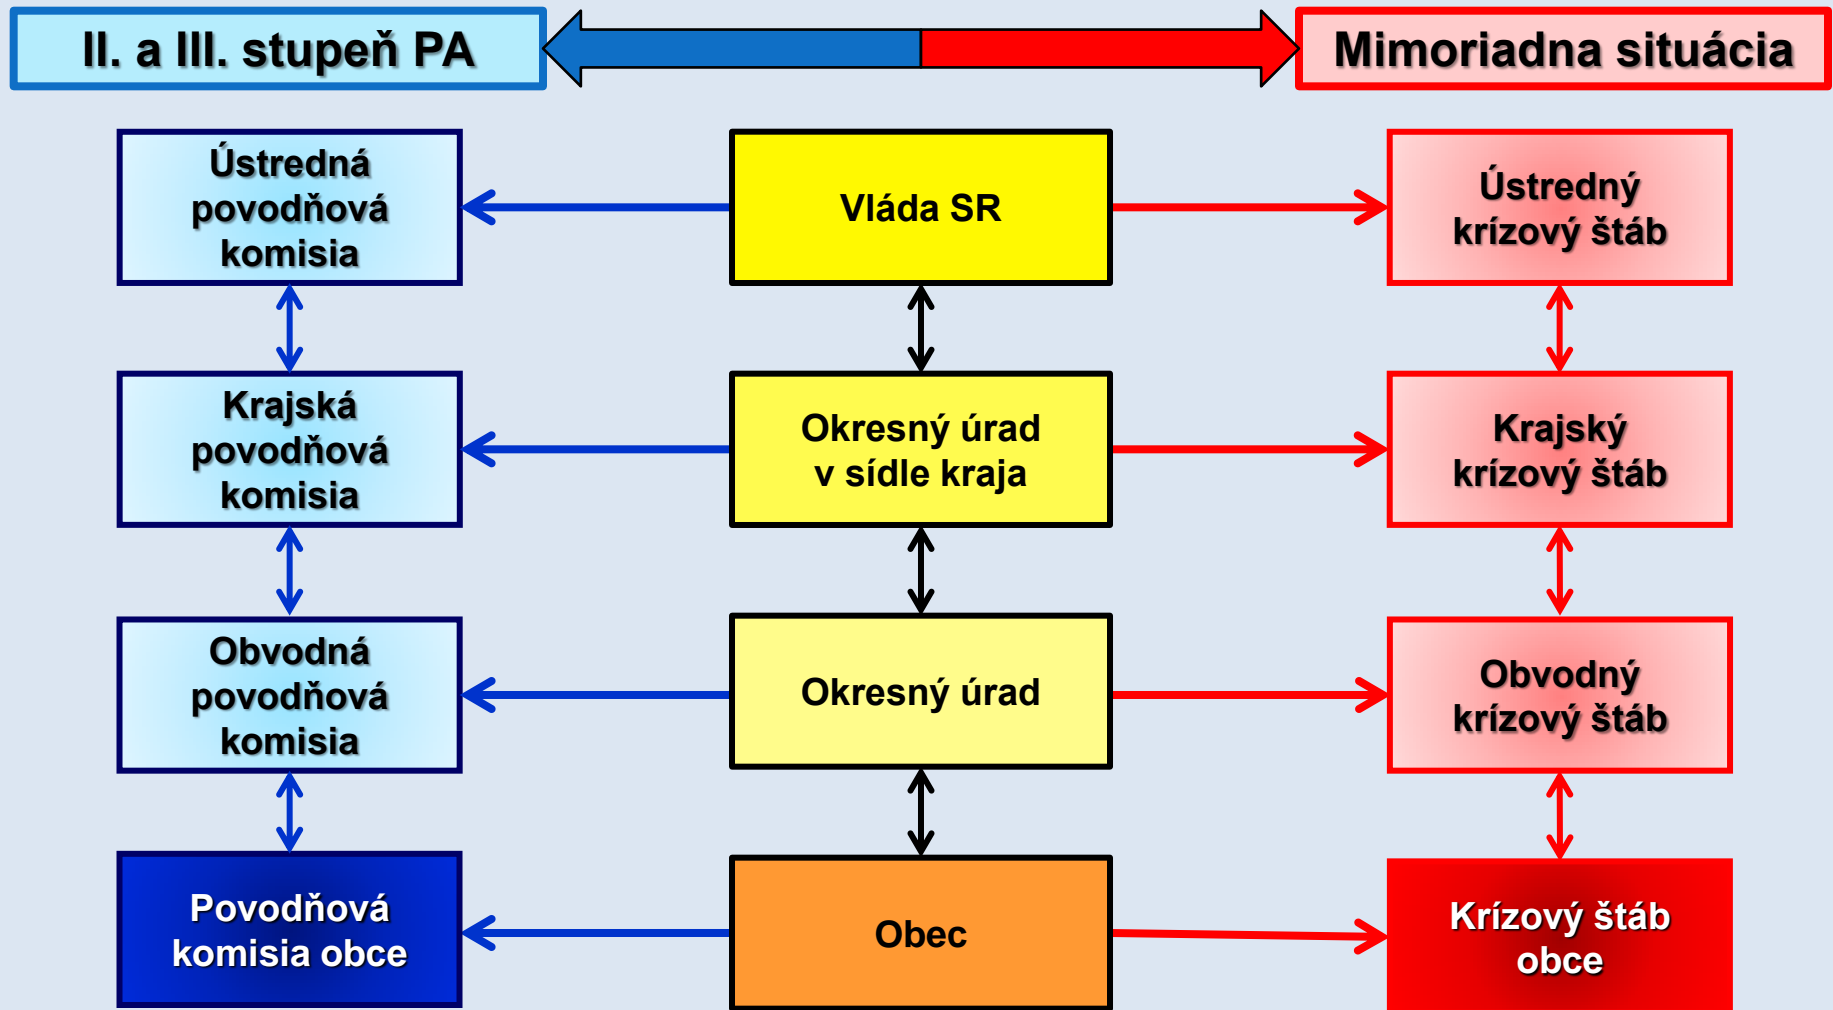 II. a III. stupeň PA
Mimoriadna situácia
Ústredná
povodňová
komisia
Vláda SR
Ústredný
krízový štáb
Krajská
povodňová
komisia
Okresný úrad
v sídle kraja
Krajský
krízový štáb
Obvodná
povodňová
komisia
Okresný úrad
Obvodný
krízový štáb
Povodňová
komisia obce
Obec
Krízový štáb
obce